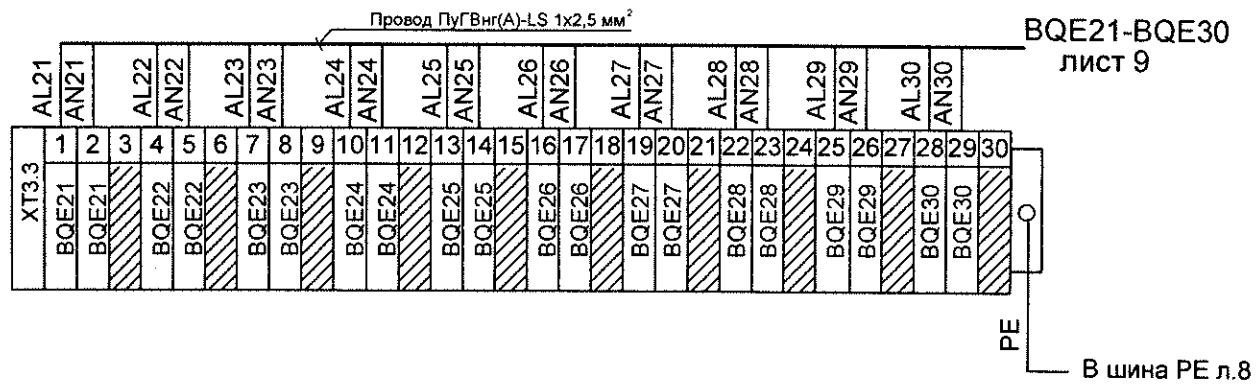 Провод ПуГВнг(A)-LS 1x2,5 мм²
BQE21-BQE30
лист 9
AL21 AN21 AL22 AN22 AL23 AN23 AL24 AN24 AL25 AN25 AL26 AN26 AL27 AN27 AL28 AN28 AL29 AN29 AL30 AN30
XT3.3 1 2 3 4 5 6 7 8 9 10 11 12 13 14 15 16 17 18 19 20 21 22 23 24 25 26 27 28 29 30
BQE21 BQE21 BQE22 BQE22 BQE23 BQE23 BQE24 BQE24 BQE25 BQE25 BQE26 BQE26 BQE27 BQE27 BQE28 BQE28 BQE29 BQE29 BQE30 BQE30
PE
В шина PE л.8